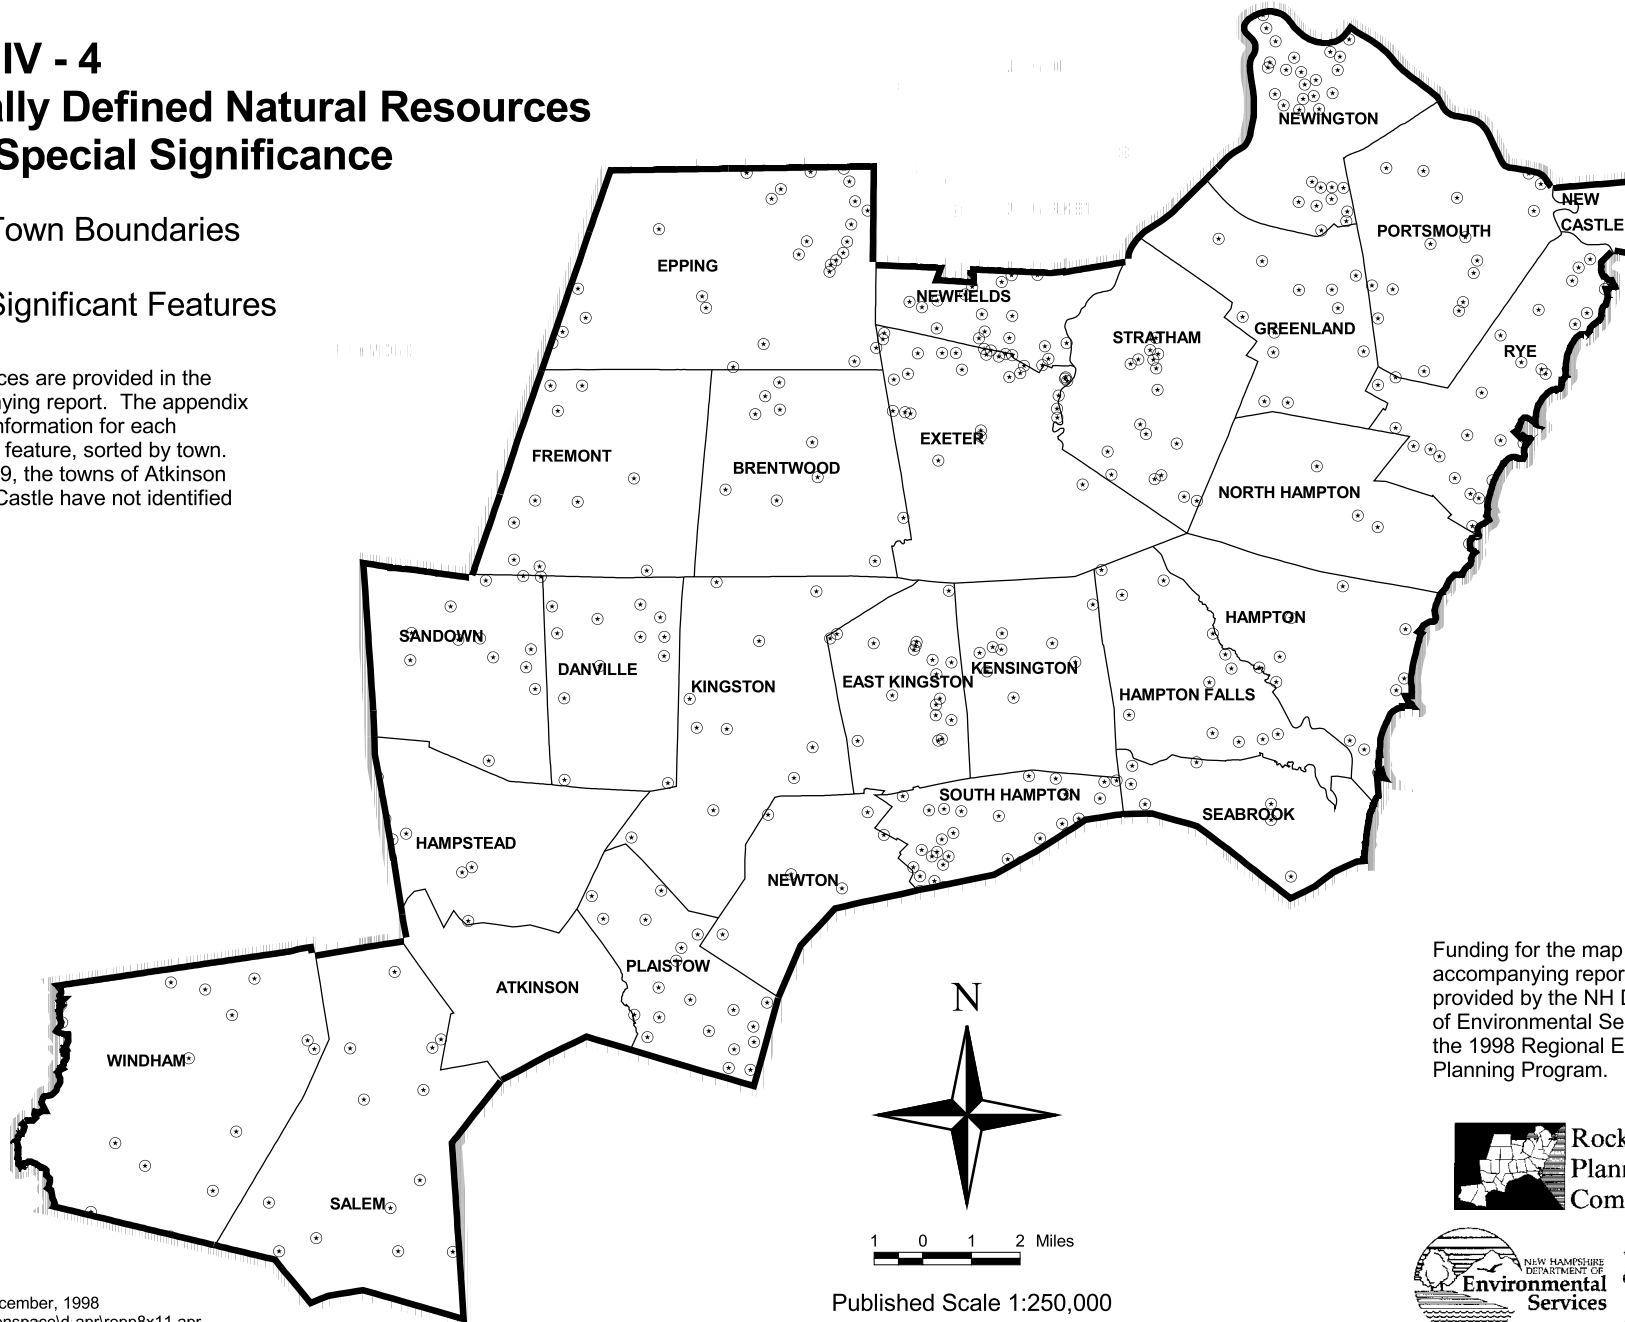 IV - 4
ally Defined Natural Resources
Special Significance
Town Boundaries
Significant Features
ces are provided in the
nying report. The appendix
nformation for each
feature, sorted by town.
9, the towns of Atkinson
Castle have not identified
NEWINGTON
NEW
CASTLE
PORTSMOUTH
EPPING
NEWFIELDS
GREENLAND
STRATHAM
RYE
EXETER
FREMONT
BRENTWOOD
NORTH HAMPTON
HAMPTON
SANDOWN
DANVILLE
KENSINGTON
EAST KINGSTON
KINGSTON
HAMPTON FALLS
SOUTH HAMPTON
SEABROOK
HAMPSTEAD
NEWTON
PLAISTOW
ATKINSON
WINDHAM
SALEM
N
1 0 1 2 Miles
Published Scale 1:250,000
Funding for the map
accompanying repor
provided by the NH D
of Environmental Se
the 1998 Regional E
Planning Program.
Rock
Plann
Com
NEW HAMPSHIRE
DEPARTMENT OF
Environmental
Services
cember, 1998